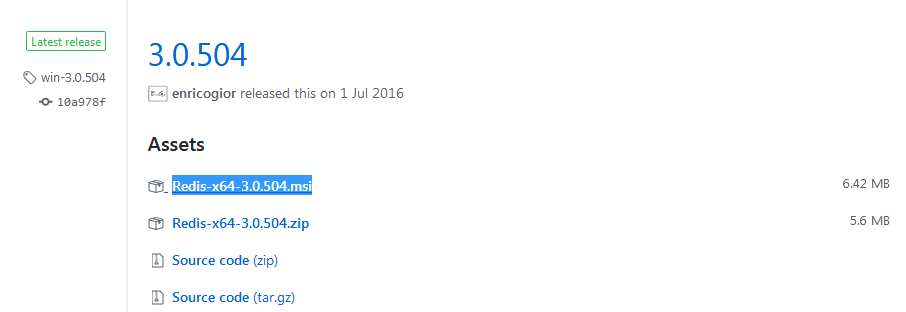 Latest release
win-3.0.504
10a978f
3.0.504
enricogior released this on 1 Jul 2016
Assets
Redis-x64-3.0.504.msi 6.42 MB
Redis-x64-3.0.504.zip 5.6 MB
Source code (zip)
Source code (tar.gz)